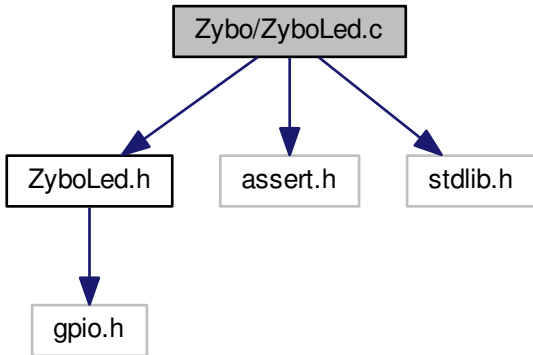 Zybo/ZyboLed.c
ZyboLed.h
assert.h
stdlib.h
gpio.h